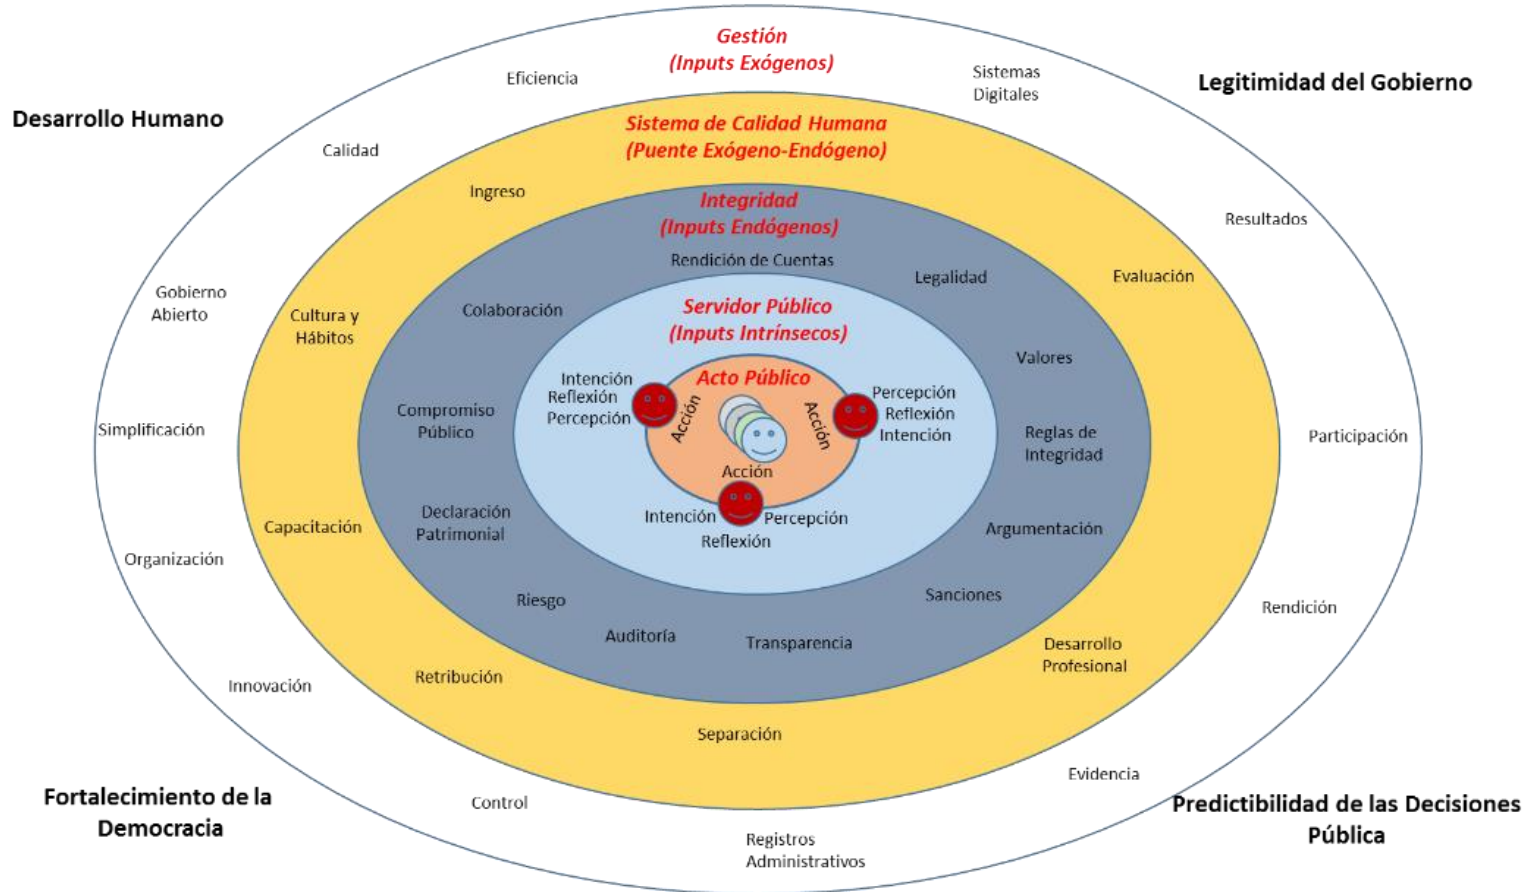 Gestión
(Inputs Exógenos)
Eficiencia
Sistemas
Digitales
Legitimidad del Gobierno
Desarrollo Humano
Calidad
Sistema de Calidad Humana
(Puente Exógeno-Endógeno)
Ingreso
Integridad
(Inputs Endógenos)
Resultados
Rendición de Cuentas
Legalidad
Evaluación
Gobierno
Abierto
Cultura y
Hábitos
Colaboración
Servidor Público
(Inputs Intrínsecos)
Valores
Acto Público
Intención
Reflexión
Percepción
Acción
Acción
Percepción
Reflexión
Intención
Compromiso
Público
Simplificación
Reglas de
Integridad
Participación
Acción
Intención
Percepción
Reflexión
Declaración
Patrimonial
Capacitación
Argumentación
Organización
Riesgo
Sanciones
Rendición
Auditoría
Transparencia
Desarrollo
Profesional
Innovación
Retribución
Separación
Evidencia
Fortalecimiento de la
Democracia
Control
Predictibilidad de las Decisiones
Pública
Registros
Administrativos